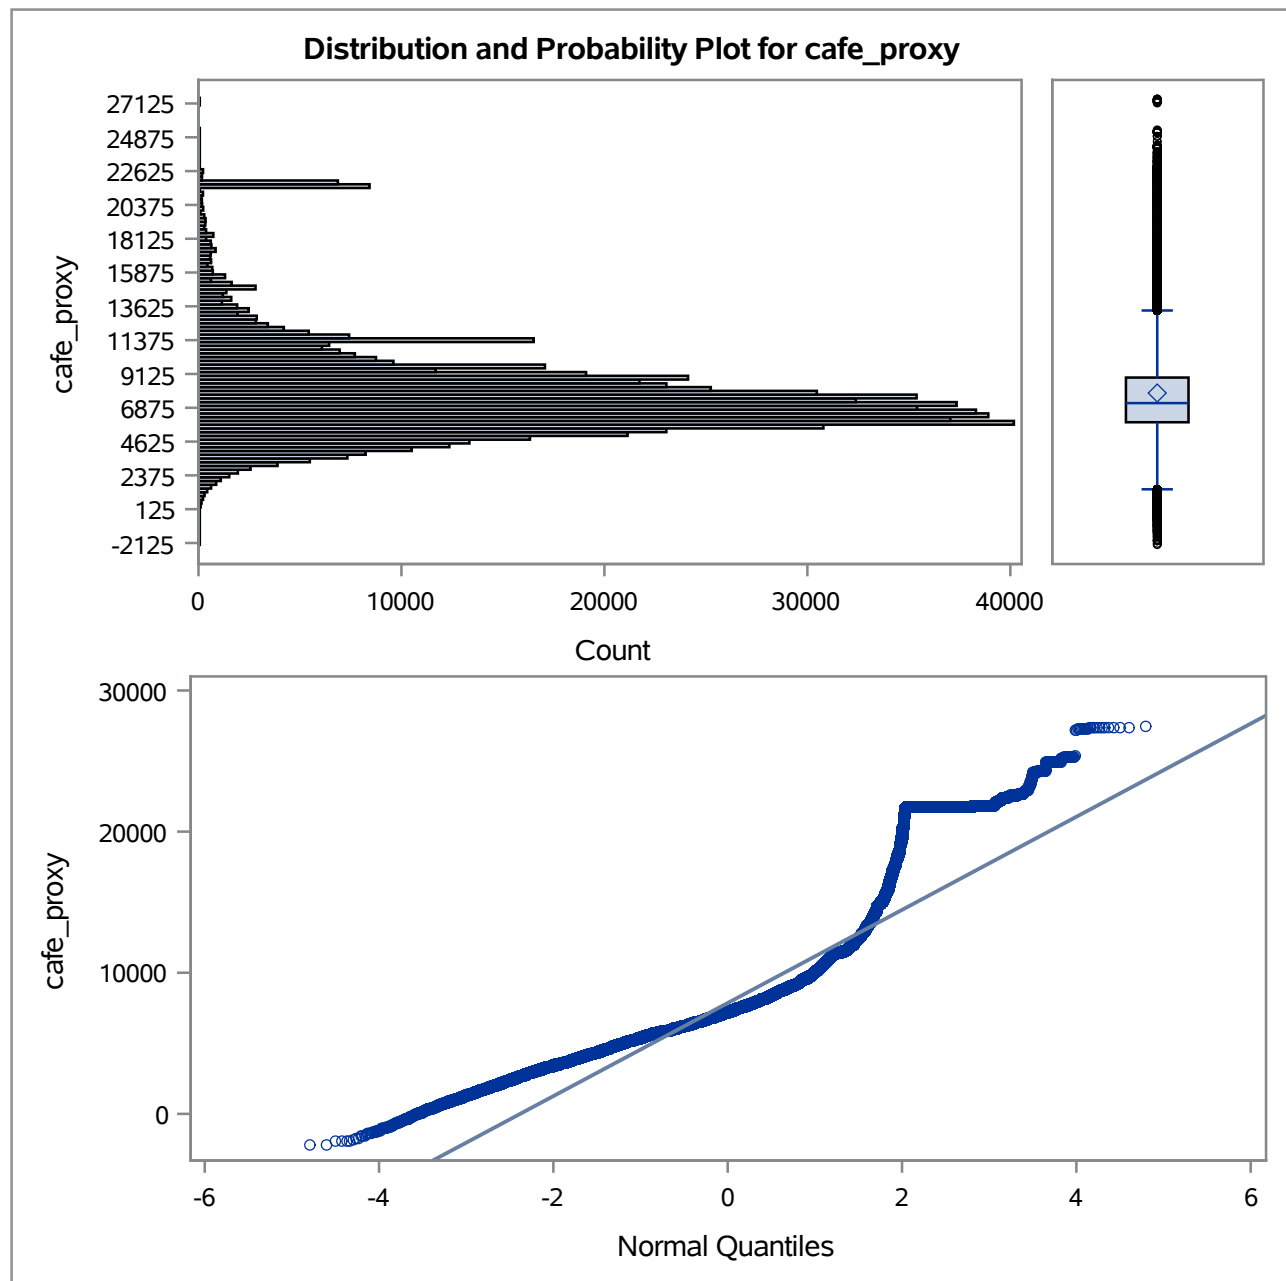 Distribution and Probability Plot for cafe_proxy
27125
24875
22625
20375
18125
15875
13625
11375
9125
6875
4625
2375
125
-2125
cafe_proxy
0 10000 20000 30000 40000
Count
30000
20000
10000
0
cafe_proxy
-6 -4 -2 0 2 4 6
Normal Quantiles